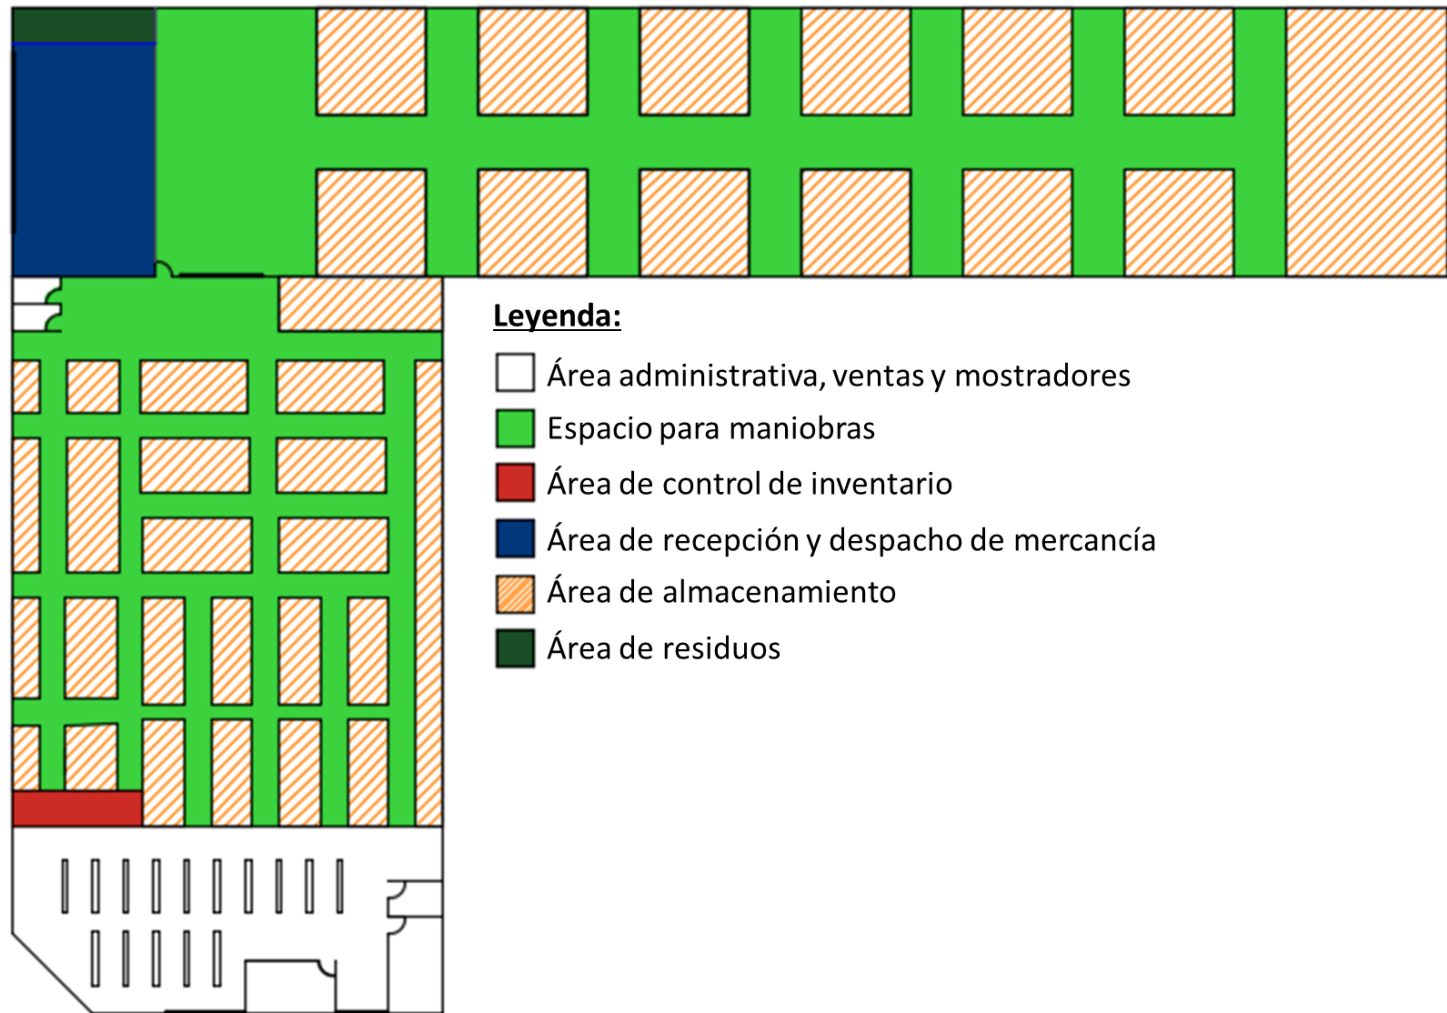 Leyenda:
Área administrativa, ventas y mostradores
Espacio para maniobras
Área de control de inventario
Área de recepción y despacho de mercancía
Área de almacenamiento
Área de residuos